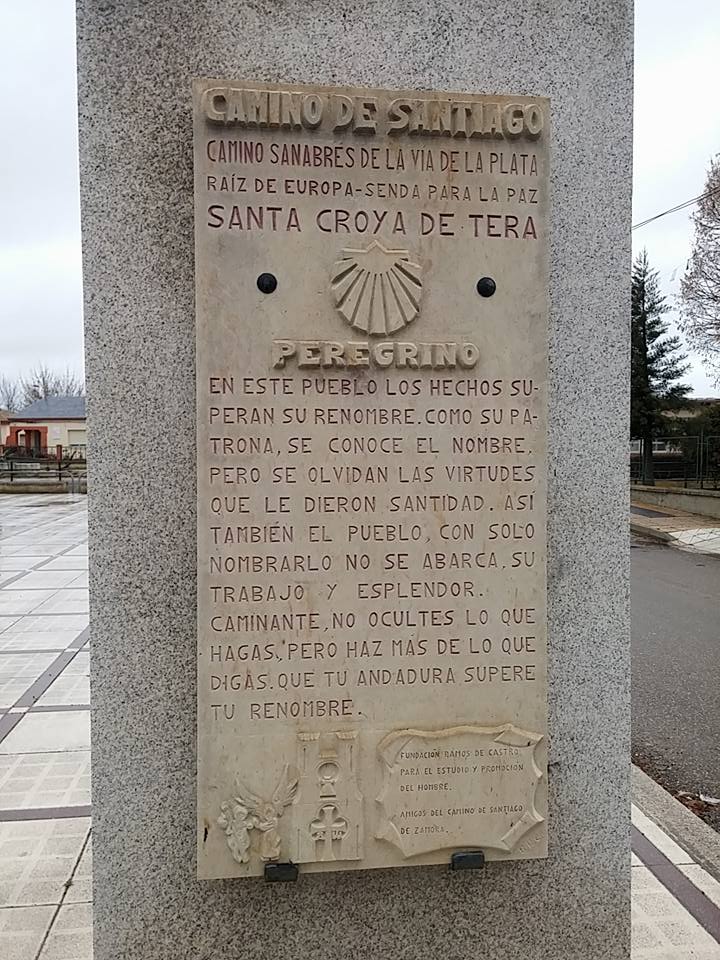 CAMINO DE SANTIAGO
CAMINO SANABRÉS DE LA VIA DE LA PLATA
RAÍZ DE EUROPA-SENDA PARA LA PAZ
SANTA CROYA DE TERA
PEREGRINO
EN ESTE PUEBLO LOS HECHOS SU-
PERAN SU RENOMBRE. COMO SU PA-
TRONA, SE CONOCE EL NOMBRE,
PERO SE OLVIDAN LAS VIRTUDES
QUE LE DIERON SANTIDAD. ASÍ
TAMBIÉN EL PUEBLO, CON SOLO
NOMBRARLO NO SE ABARCA, SU
TRABAJO Y ESPLENDOR.
CAMINANTE, NO OCULTES LO QUE
HAGAS, PERO HAZ MAS DE LO QUE
DIGAS. QUE TU ANDADURA SUPERE
TU RENOMBRE.
FUNDACIÓN RAMOS DE CASTRO
PARA EL ESTUDIO Y PROMOCIÓN
DEL HOMBRE.
AMIGOS DEL CAMINO DE SANTIAGO
DE ZAMORA.